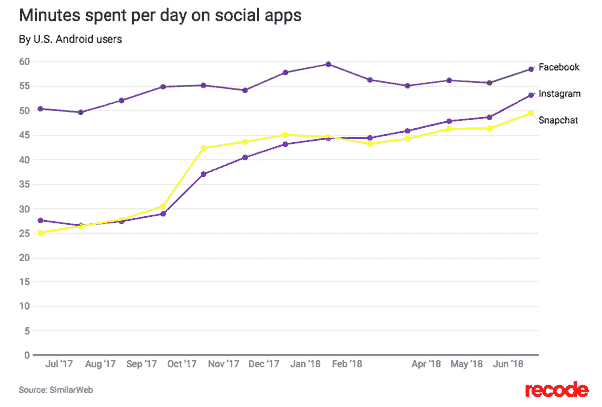 Minutes spent per day on social apps
By U.S. Android users
60
Facebook
55
Instagram
50
Snapchat
45
40
35
30
25
20
15
10
5
0
Jul '17 Aug '17 Sep '17 Oct '17 Nov '17 Dec '17 Jan '18 Feb '18 Apr '18 May '18 Jun '18
Source: SimilarWeb
recode